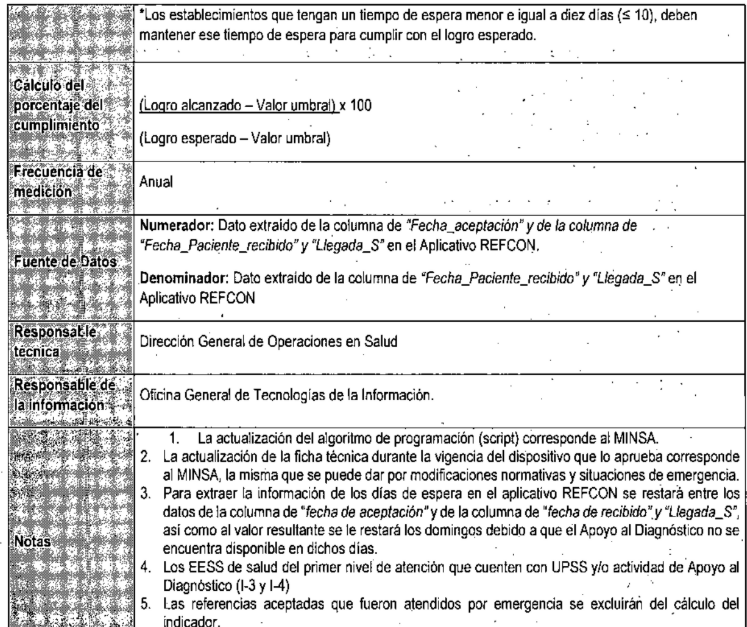 *Los establecimientos que tengan un tiempo de espera menor e igual a diez días (≤ 10), deben
mantener ese tiempo de espera para cumplir con el logro esperado.
Cálculo del
porcentaje del
cumplimiento
(Logro alcanzado – Valor umbral) x 100
(Logro esperado – Valor umbral)
Frecuencia de
medición
Anual
Fuente de Datos
Numerador: Dato extraído de la columna de "Fecha_aceptación" y de la columna de
"Fecha_Paciente_recibido" y "Llegada_S" en el Aplicativo REFCON.
Denominador: Dato extraído de la columna de "Fecha_Paciente_recibido" y "Llegada_S" en el
Aplicativo REFCON
Responsable
técnica
Dirección General de Operaciones en Salud
Responsable de
la información
Oficina General de Tecnologías de la Información.
Notas
1. La actualización del algoritmo de programación (script) corresponde al MINSA.
2. La actualización de la ficha técnica durante la vigencia del dispositivo que lo aprueba corresponde
al MINSA, la misma que se puede dar por modificaciones normativas y situaciones de emergencia.
3. Para extraer la información de los días de espera en el aplicativo REFCON se restará entre los
datos de la columna de "fecha de aceptación" y de la columna de "fecha de recibido" y "Llegada_S",
así como al valor resultante se le restará los domingos debido a que el Apoyo al Diagnóstico no se
encuentra disponible en dichos días.
4. Los EESS de salud del primer nivel de atención que cuenten con UPSS y/o actividad de Apoyo al
Diagnóstico (I-3 y I-4)
5. Las referencias aceptadas que fueron atendidos por emergencia se excluirán del cálculo del
indicador.